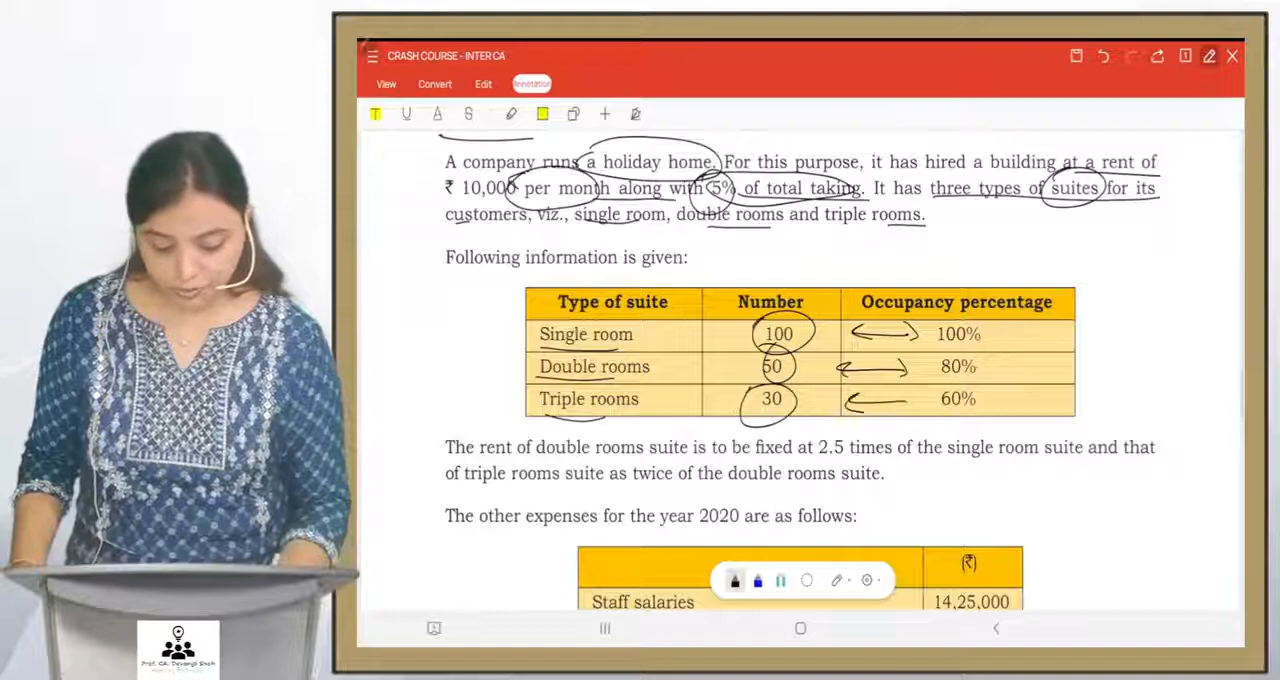 CRASH COURSE - INTER CA
View Convert Edit Annotation
T U A S
A company runs a holiday home. For this purpose, it has hired a building at a rent of
₹ 10,000 per month along with 5% of total taking. It has three types of suites for its
customers, viz., single room, double rooms and triple rooms.
Following information is given:
Type of suite Number Occupancy percentage
Single room 100 100%
Double rooms 50 80%
Triple rooms 30 60%
The rent of double rooms suite is to be fixed at 2.5 times of the single room suite and that
of triple rooms suite as twice of the double rooms suite.
The other expenses for the year 2020 are as follows:
(₹)
Staff salaries 14,25,000
Prof. CA. Devangi Shah